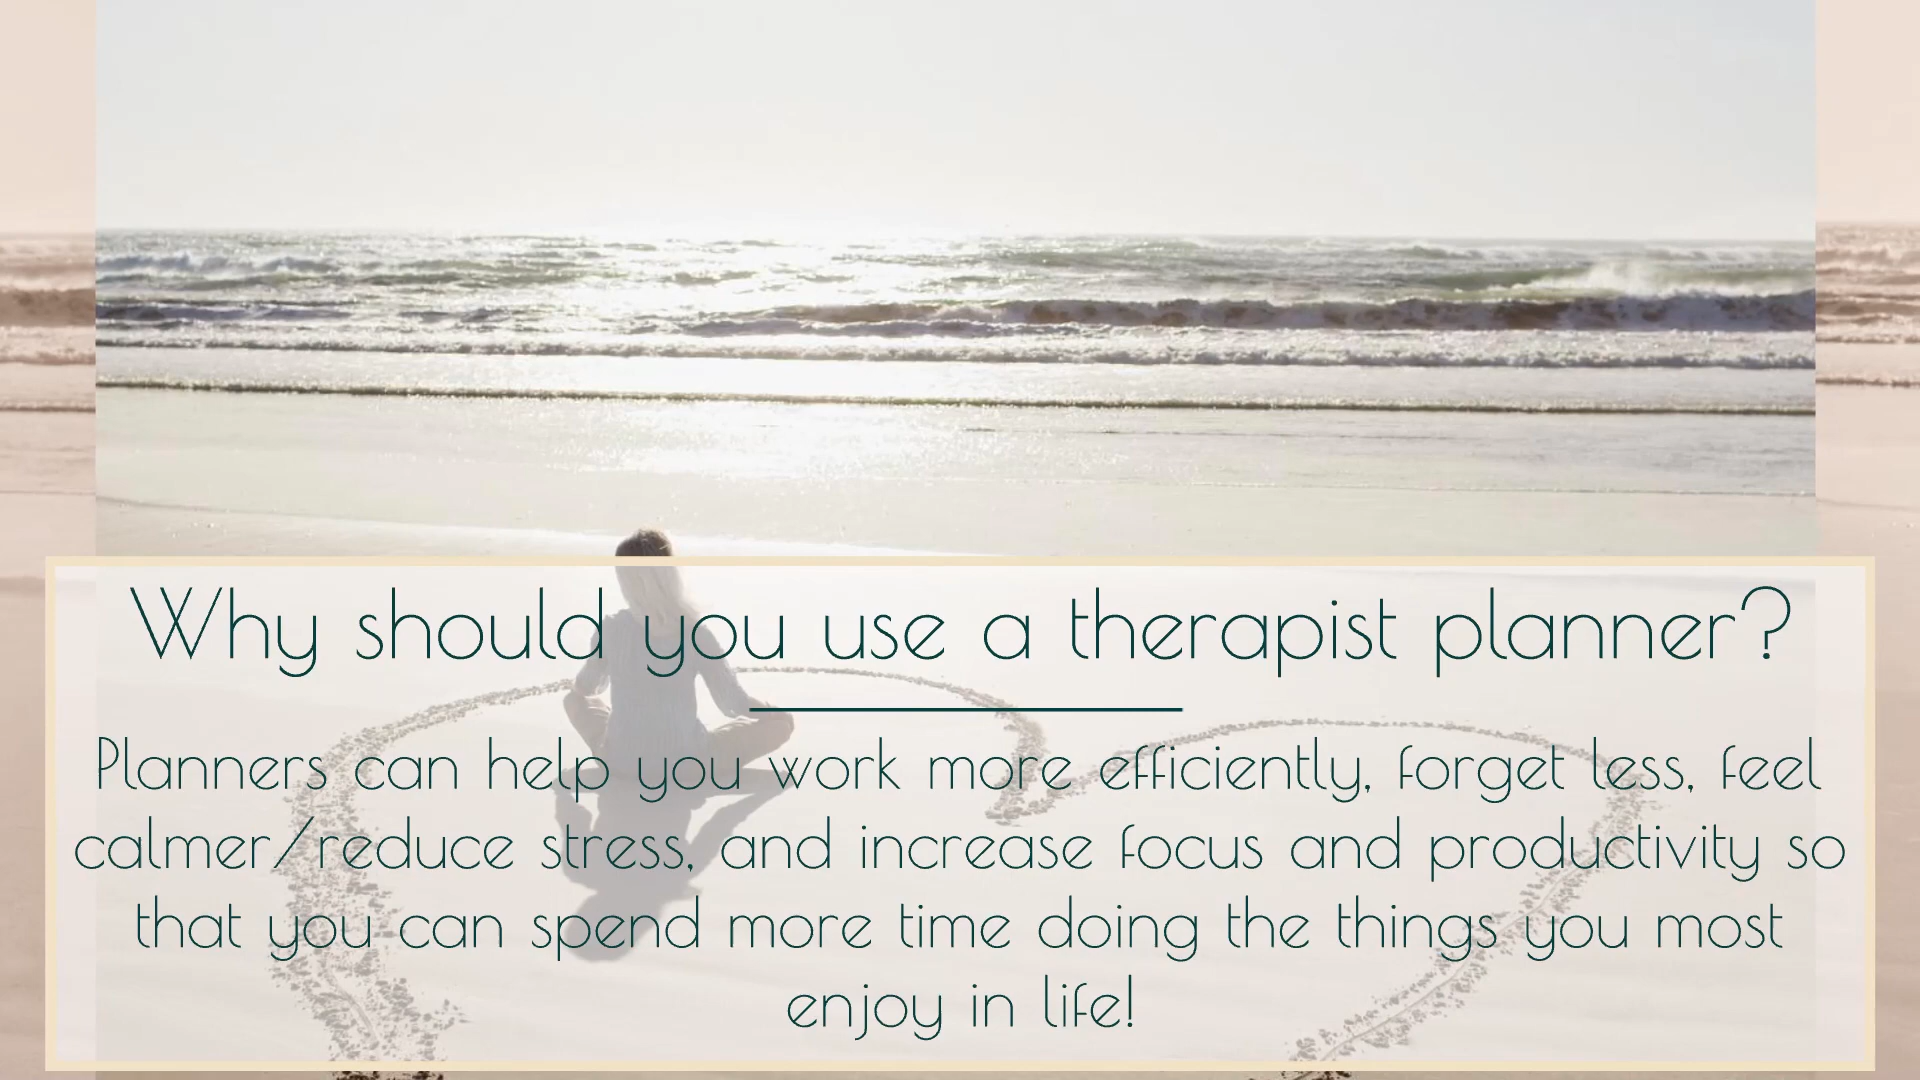 Why should you use a therapist planner?
Planners can help you work more efficiently, forget less, feel
calmer/reduce stress, and increase focus and productivity so
that you can spend more time doing the things you most
enjoy in life!